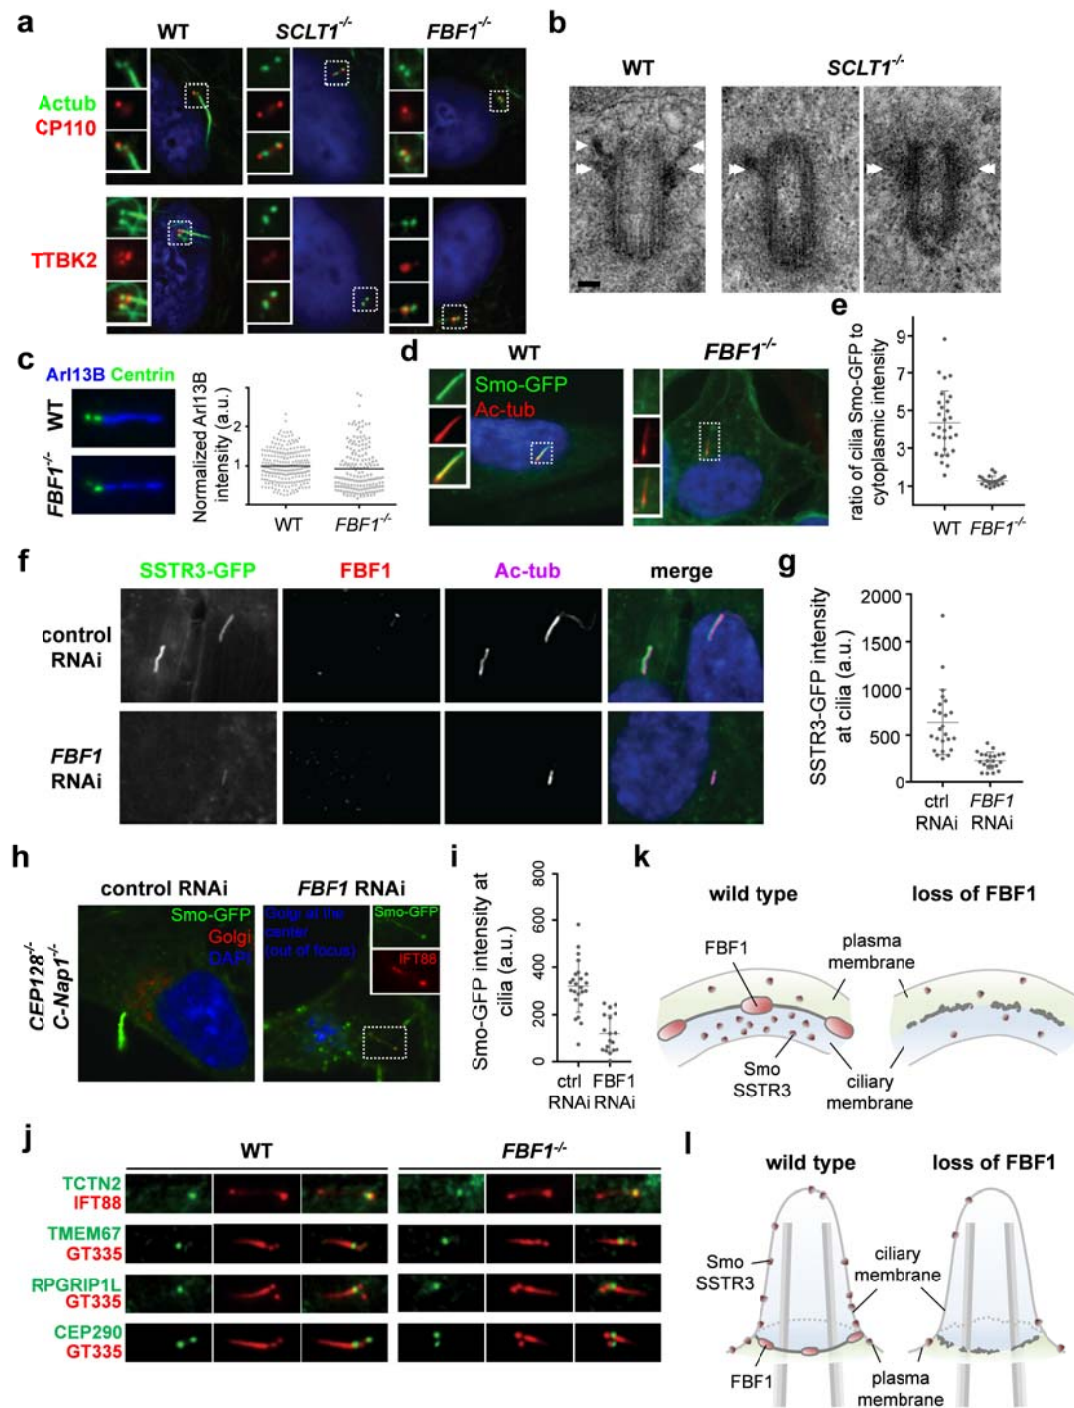 a
WT
SCLT1-/-
FBF1-/-
Actub
CP110
TTBK2
b
WT
SCLT1-/-
c
Arl13B Centrin
WT
FBF1-/-
Normalized Arl13B
intensity (a.u.)
2
1
WT
FBF1-/-
d
WT
FBF1-/-
Smo-GFP
Ac-tub
e
ratio of cilia Smo-GFP to
cytoplasmic intensity
9
7
5
3
1
WT
FBF1-/-
f
SSTR3-GFP
FBF1
Ac-tub
merge
control
RNAi
FBF1
RNAi
g
SSTR3-GFP intensity
at cilia (a.u.)
2000
1000
500
0
ctrl
RNAi
FBF1
RNAi
h
control RNAi
FBF1 RNAi
CEP128-/-
C-Nap1-/-
Smo-GFP
Golgi
DAPI
Golgi at the
center
(out of focus)
Smo-GFP
IFT88
i
Smo-GFP intensity at
cilia (a.u.)
800
600
400
200
0
ctrl
RNAi
FBF1
RNAi
j
WT
FBF1-/-
TCTN2
IFT88
TMEM67
GT335
RPGRIP1L
GT335
CEP290
GT335
k
wild type
loss of FBF1
FBF1
plasma
membrane
Smo
SSTR3
ciliary
membrane
l
wild type
loss of FBF1
Smo
SSTR3
ciliary
membrane
FBF1
plasma
membrane